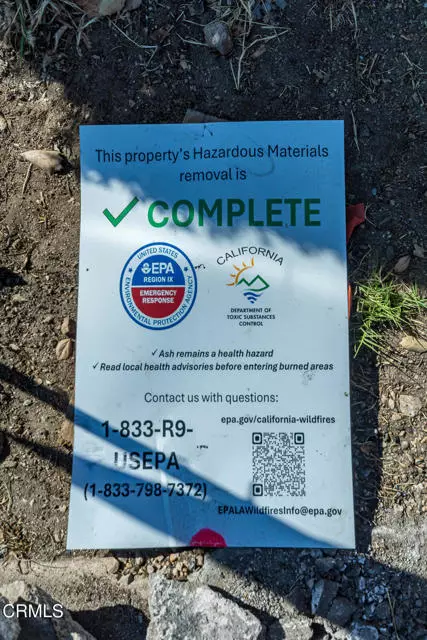 This property's Hazardous Materials
removal is
✓ COMPLETE
UNITED STATES
EPA
REGION IX
EMERGENCY
RESPONSE
ENVIRONMENTAL PROTECTION AGENCY
CALIFORNIA
DEPARTMENT OF
TOXIC SUBSTANCES
CONTROL
✓ Ash remains a health hazard
✓ Read local health advisories before entering burned areas
Contact us with questions:
1-833-R9-
USEPA
(1-833-798-7372)
epa.gov/california-wildfires
EPALAWildfiresInfo@epa.gov
CRMLS